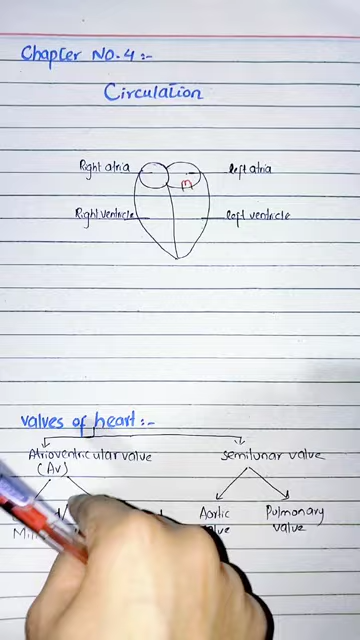 Chapter NO.4:-
Circulation
Right atria
left atria
m
Right ventricle
left ventricle
valves of heart:-
Atrioventricular valve
(AV)
semilunar valve
Aortic
valve
Pulmonary
valve